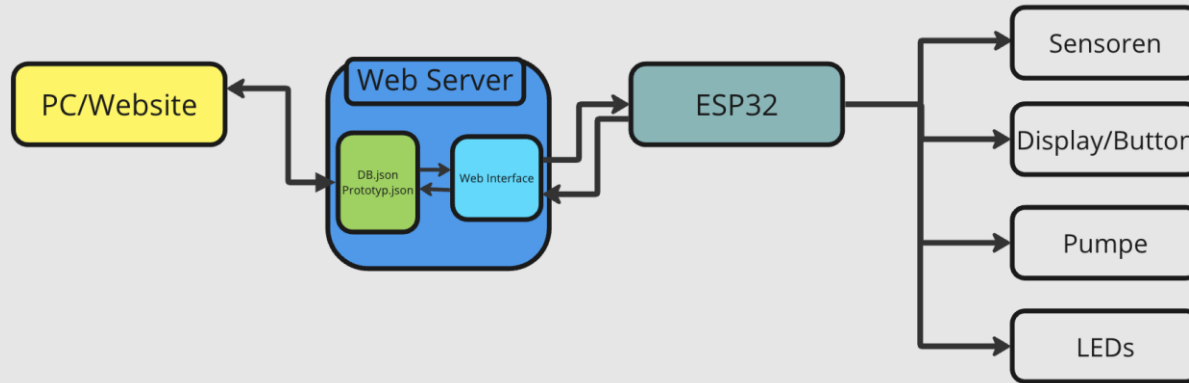 PC/Website
Web Server
DB.json
Prototyp.json
Web Interface
ESP32
Sensoren
Display/Button
Pumpe
LEDs